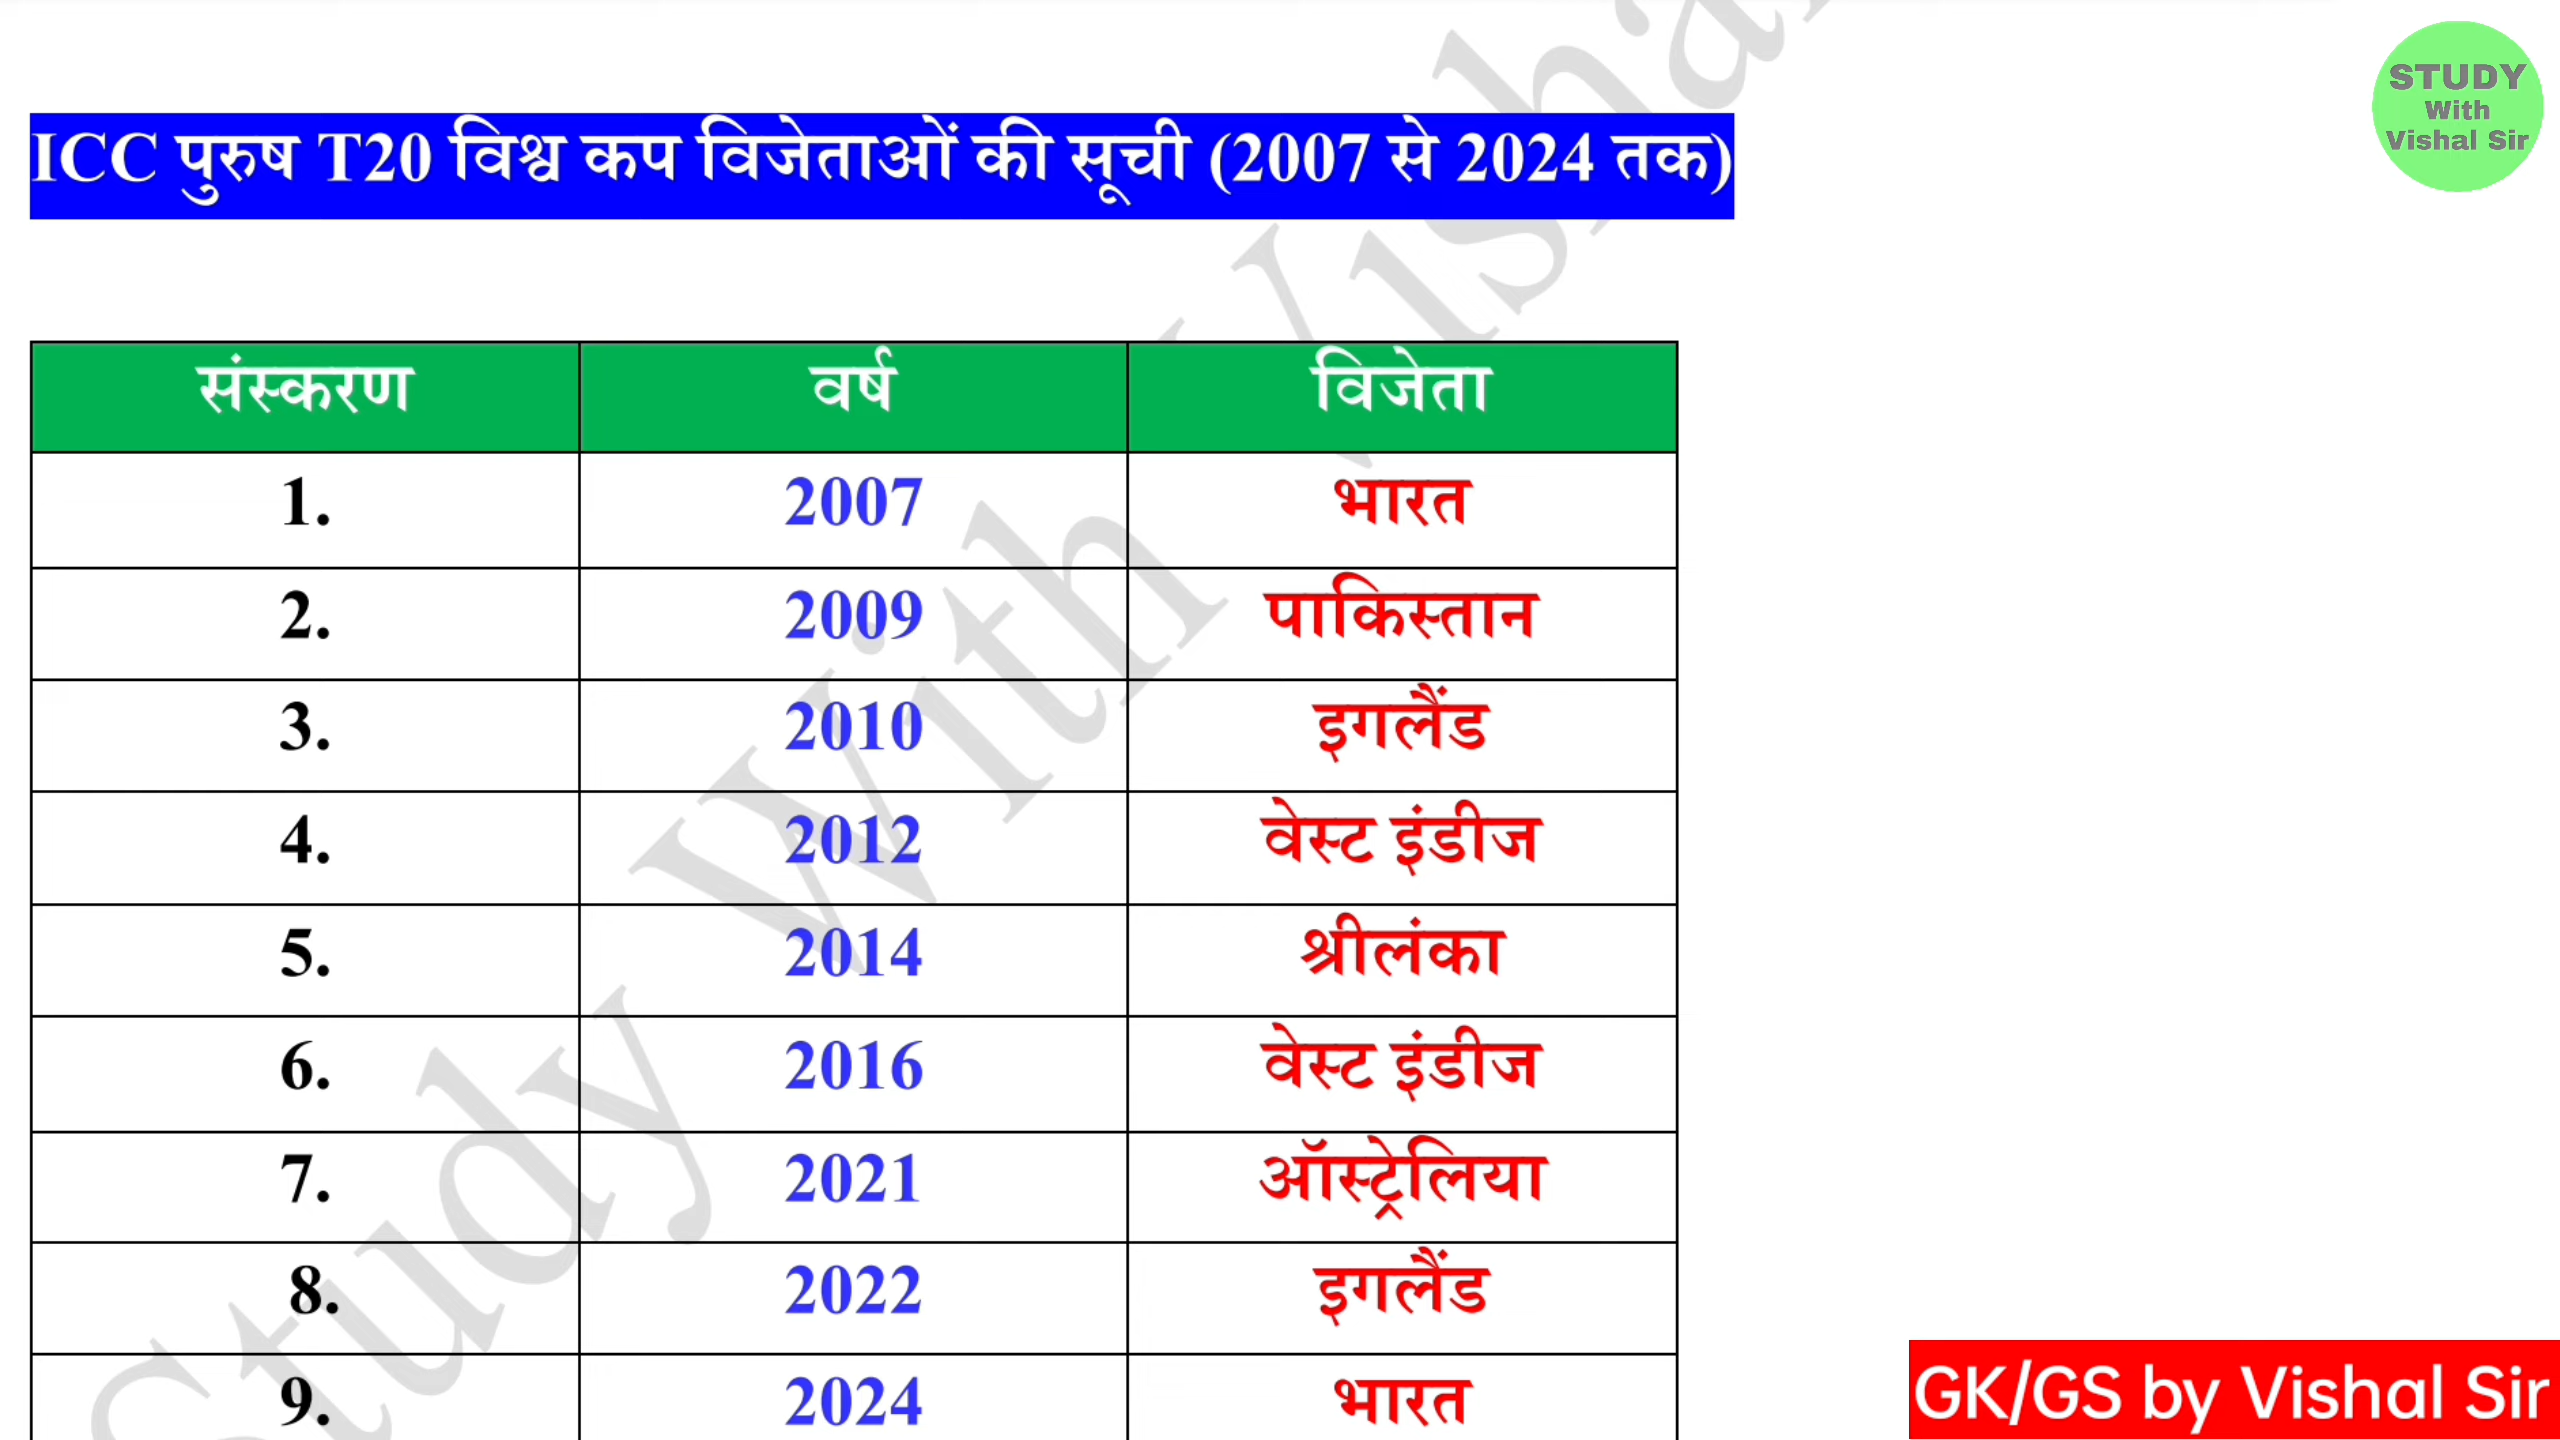 STUDY
With
Vishal Sir
ICC पुरुष T20 विश्व कप विजेताओं की सूची (2007 से 2024 तक)
संस्करण वर्ष विजेता
1. 2007 भारत
2. 2009 पाकिस्तान
3. 2010 इगलैंड
4. 2012 वेस्ट इंडीज
5. 2014 श्रीलंका
6. 2016 वेस्ट इंडीज
7. 2021 ऑस्ट्रेलिया
8. 2022 इगलैंड
9. 2024 भारत
GK/GS by Vishal Sir
Study With Vishal